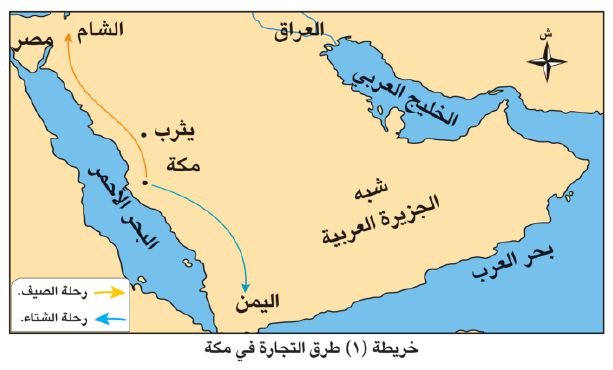 مصر
الشام
العراق
ش
الخليج العربي
يثرب
مكة
البحر الأحمر
شبه
الجزيرة العربية
بحر العرب
اليمن
رحلة الصيف.
رحلة الشتاء.
خريطة (١) طرق التجارة في مكة